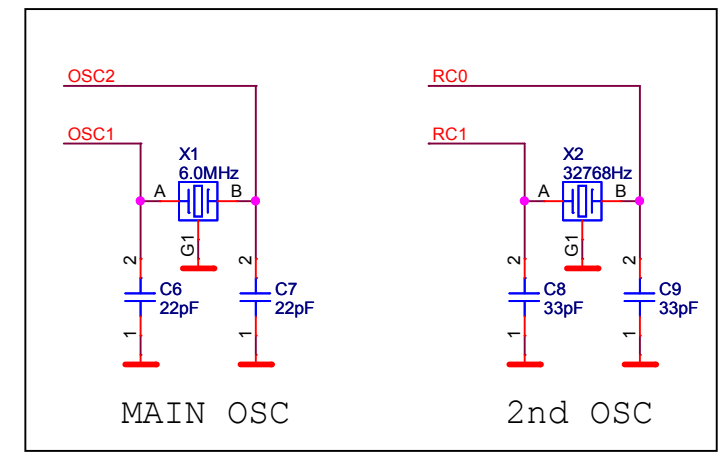 OSC2
OSC1
X1
6.0MHz
A
B
G1
2
2
C6
22pF
C7
22pF
1
1
MAIN OSC
RC0
RC1
X2
32768Hz
A
B
G1
2
2
C8
33pF
C9
33pF
1
1
2nd OSC